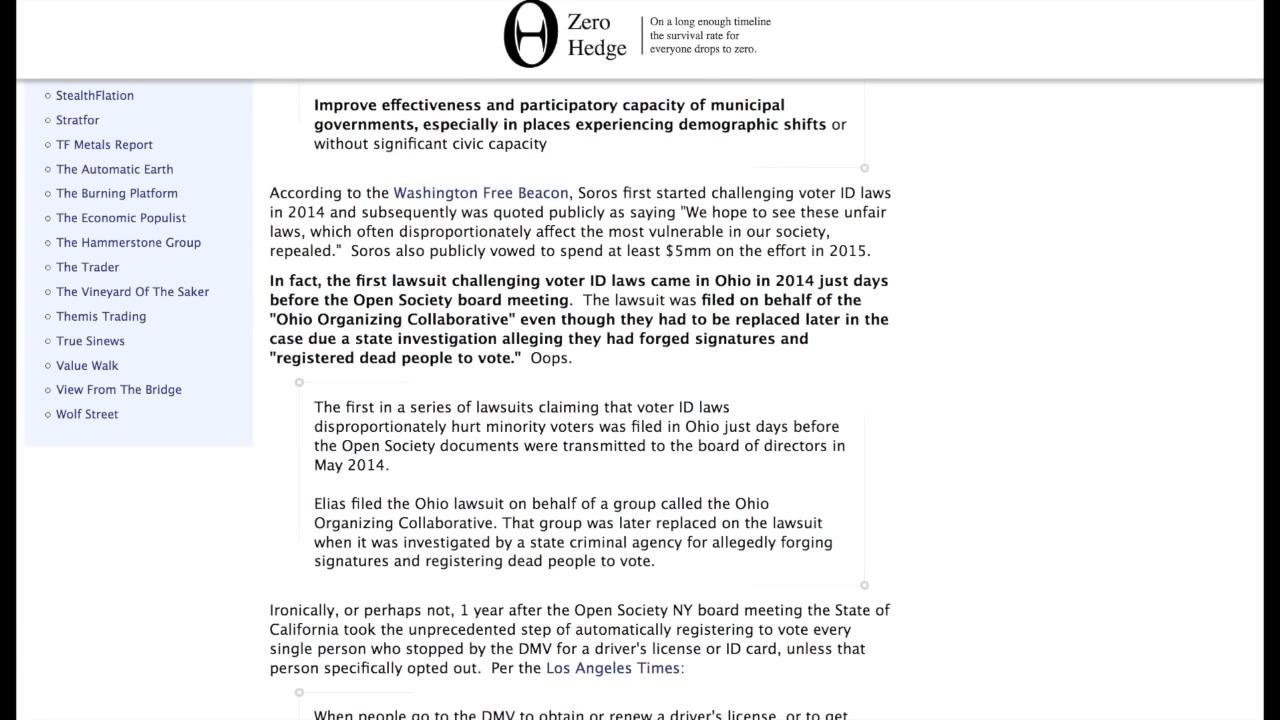 Zero
Hedge
On a long enough timeline
the survival rate for
everyone drops to zero.
StealthFlation
Stratfor
TF Metals Report
The Automatic Earth
The Burning Platform
The Economic Populist
The Hammerstone Group
The Trader
The Vineyard Of The Saker
Themis Trading
True Sinews
Value Walk
View From The Bridge
Wolf Street
Improve effectiveness and participatory capacity of municipal
governments, especially in places experiencing demographic shifts or
without significant civic capacity
According to the Washington Free Beacon, Soros first started challenging voter ID laws
in 2014 and subsequently was quoted publicly as saying "We hope to see these unfair
laws, which often disproportionately affect the most vulnerable in our society,
repealed."  Soros also publicly vowed to spend at least $5mm on the effort in 2015.
In fact, the first lawsuit challenging voter ID laws came in Ohio in 2014 just days
before the Open Society board meeting.  The lawsuit was filed on behalf of the
"Ohio Organizing Collaborative" even though they had to be replaced later in the
case due a state investigation alleging they had forged signatures and
"registered dead people to vote."  Oops.
The first in a series of lawsuits claiming that voter ID laws
disproportionately hurt minority voters was filed in Ohio just days before
the Open Society documents were transmitted to the board of directors in
May 2014.
Elias filed the Ohio lawsuit on behalf of a group called the Ohio
Organizing Collaborative. That group was later replaced on the lawsuit
when it was investigated by a state criminal agency for allegedly forging
signatures and registering dead people to vote.
Ironically, or perhaps not, 1 year after the Open Society NY board meeting the State of
California took the unprecedented step of automatically registering to vote every
single person who stopped by the DMV for a driver's license or ID card, unless that
person specifically opted out.  Per the Los Angeles Times:
When people go to the DMV to obtain or renew a driver's license, or to get